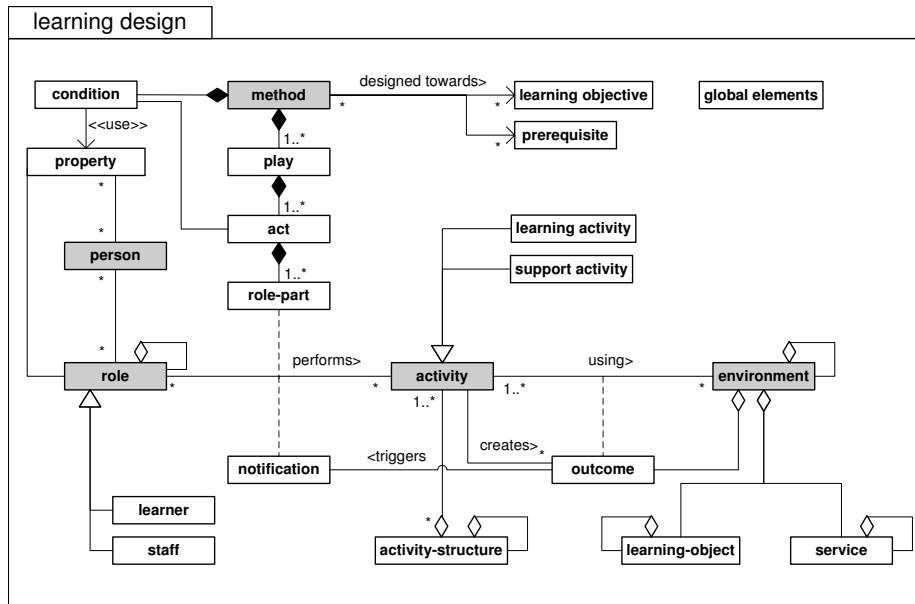 learning design
condition
method
designed towards>
learning objective
global elements
*
*
<<use>>
1..*
prerequisite
*
property
play
*
1..*
act
learning activity
*
person
*
1..*
support activity
role-part
*
performs>
using>
role
activity
environment
*
*
1..*
1..*
*
notification
<triggers
creates>
*
outcome
learner
*
staff
activity-structure
learning-object
service